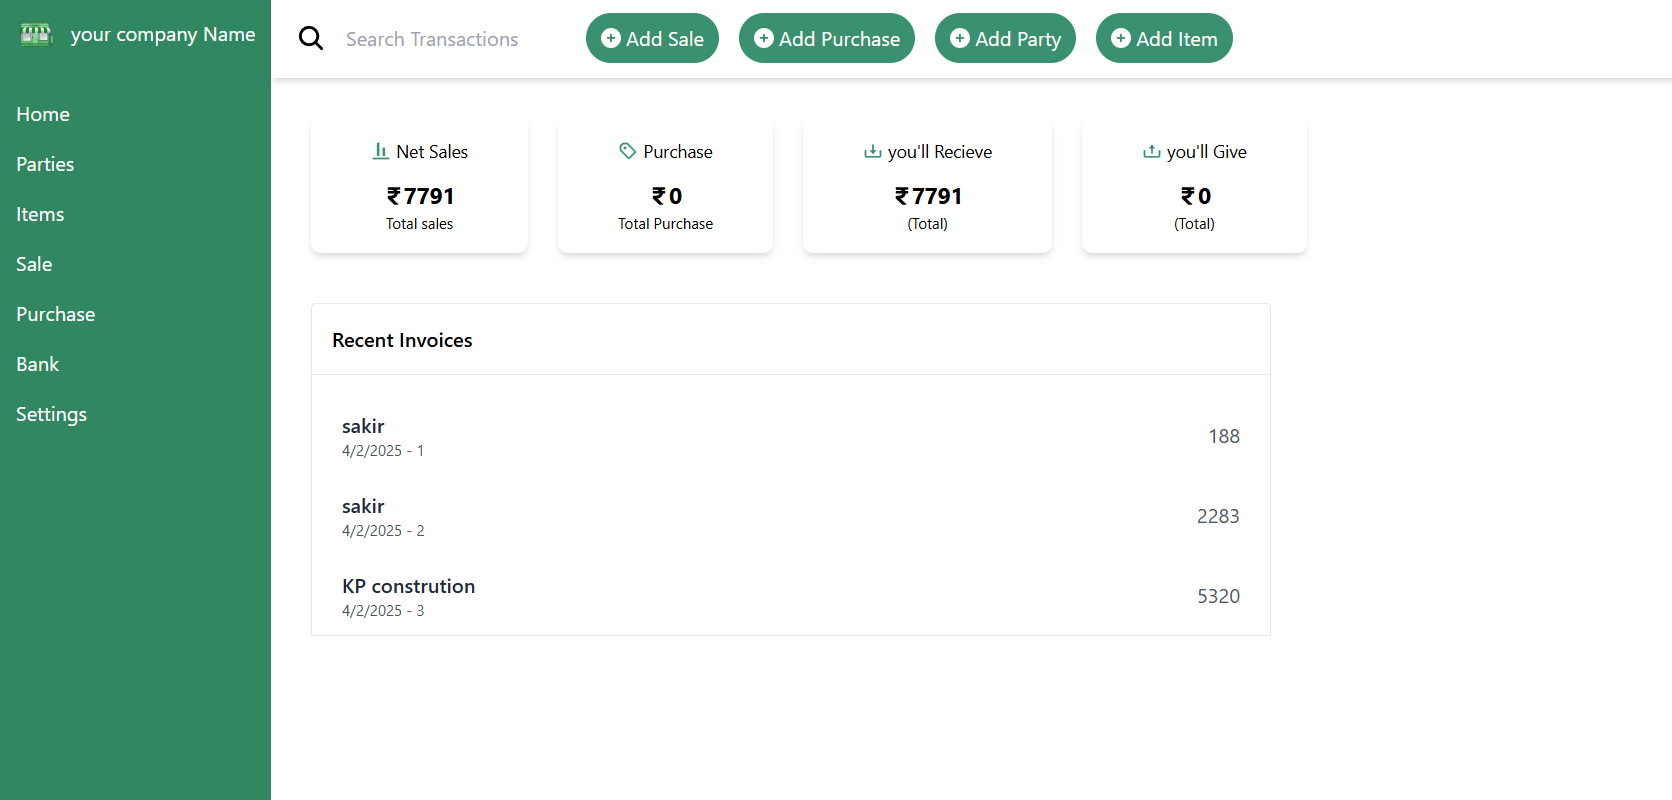 your company Name
Search Transactions
Add Sale
Add Purchase
Add Party
Add Item
Home
Parties
Items
Sale
Purchase
Bank
Settings
Net Sales
₹7791
Total sales
Purchase
₹0
Total Purchase
you'll Recieve
₹7791
(Total)
you'll Give
₹0
(Total)
Recent Invoices
sakir
4/2/2025 - 1
188
sakir
4/2/2025 - 2
2283
KP constrution
4/2/2025 - 3
5320